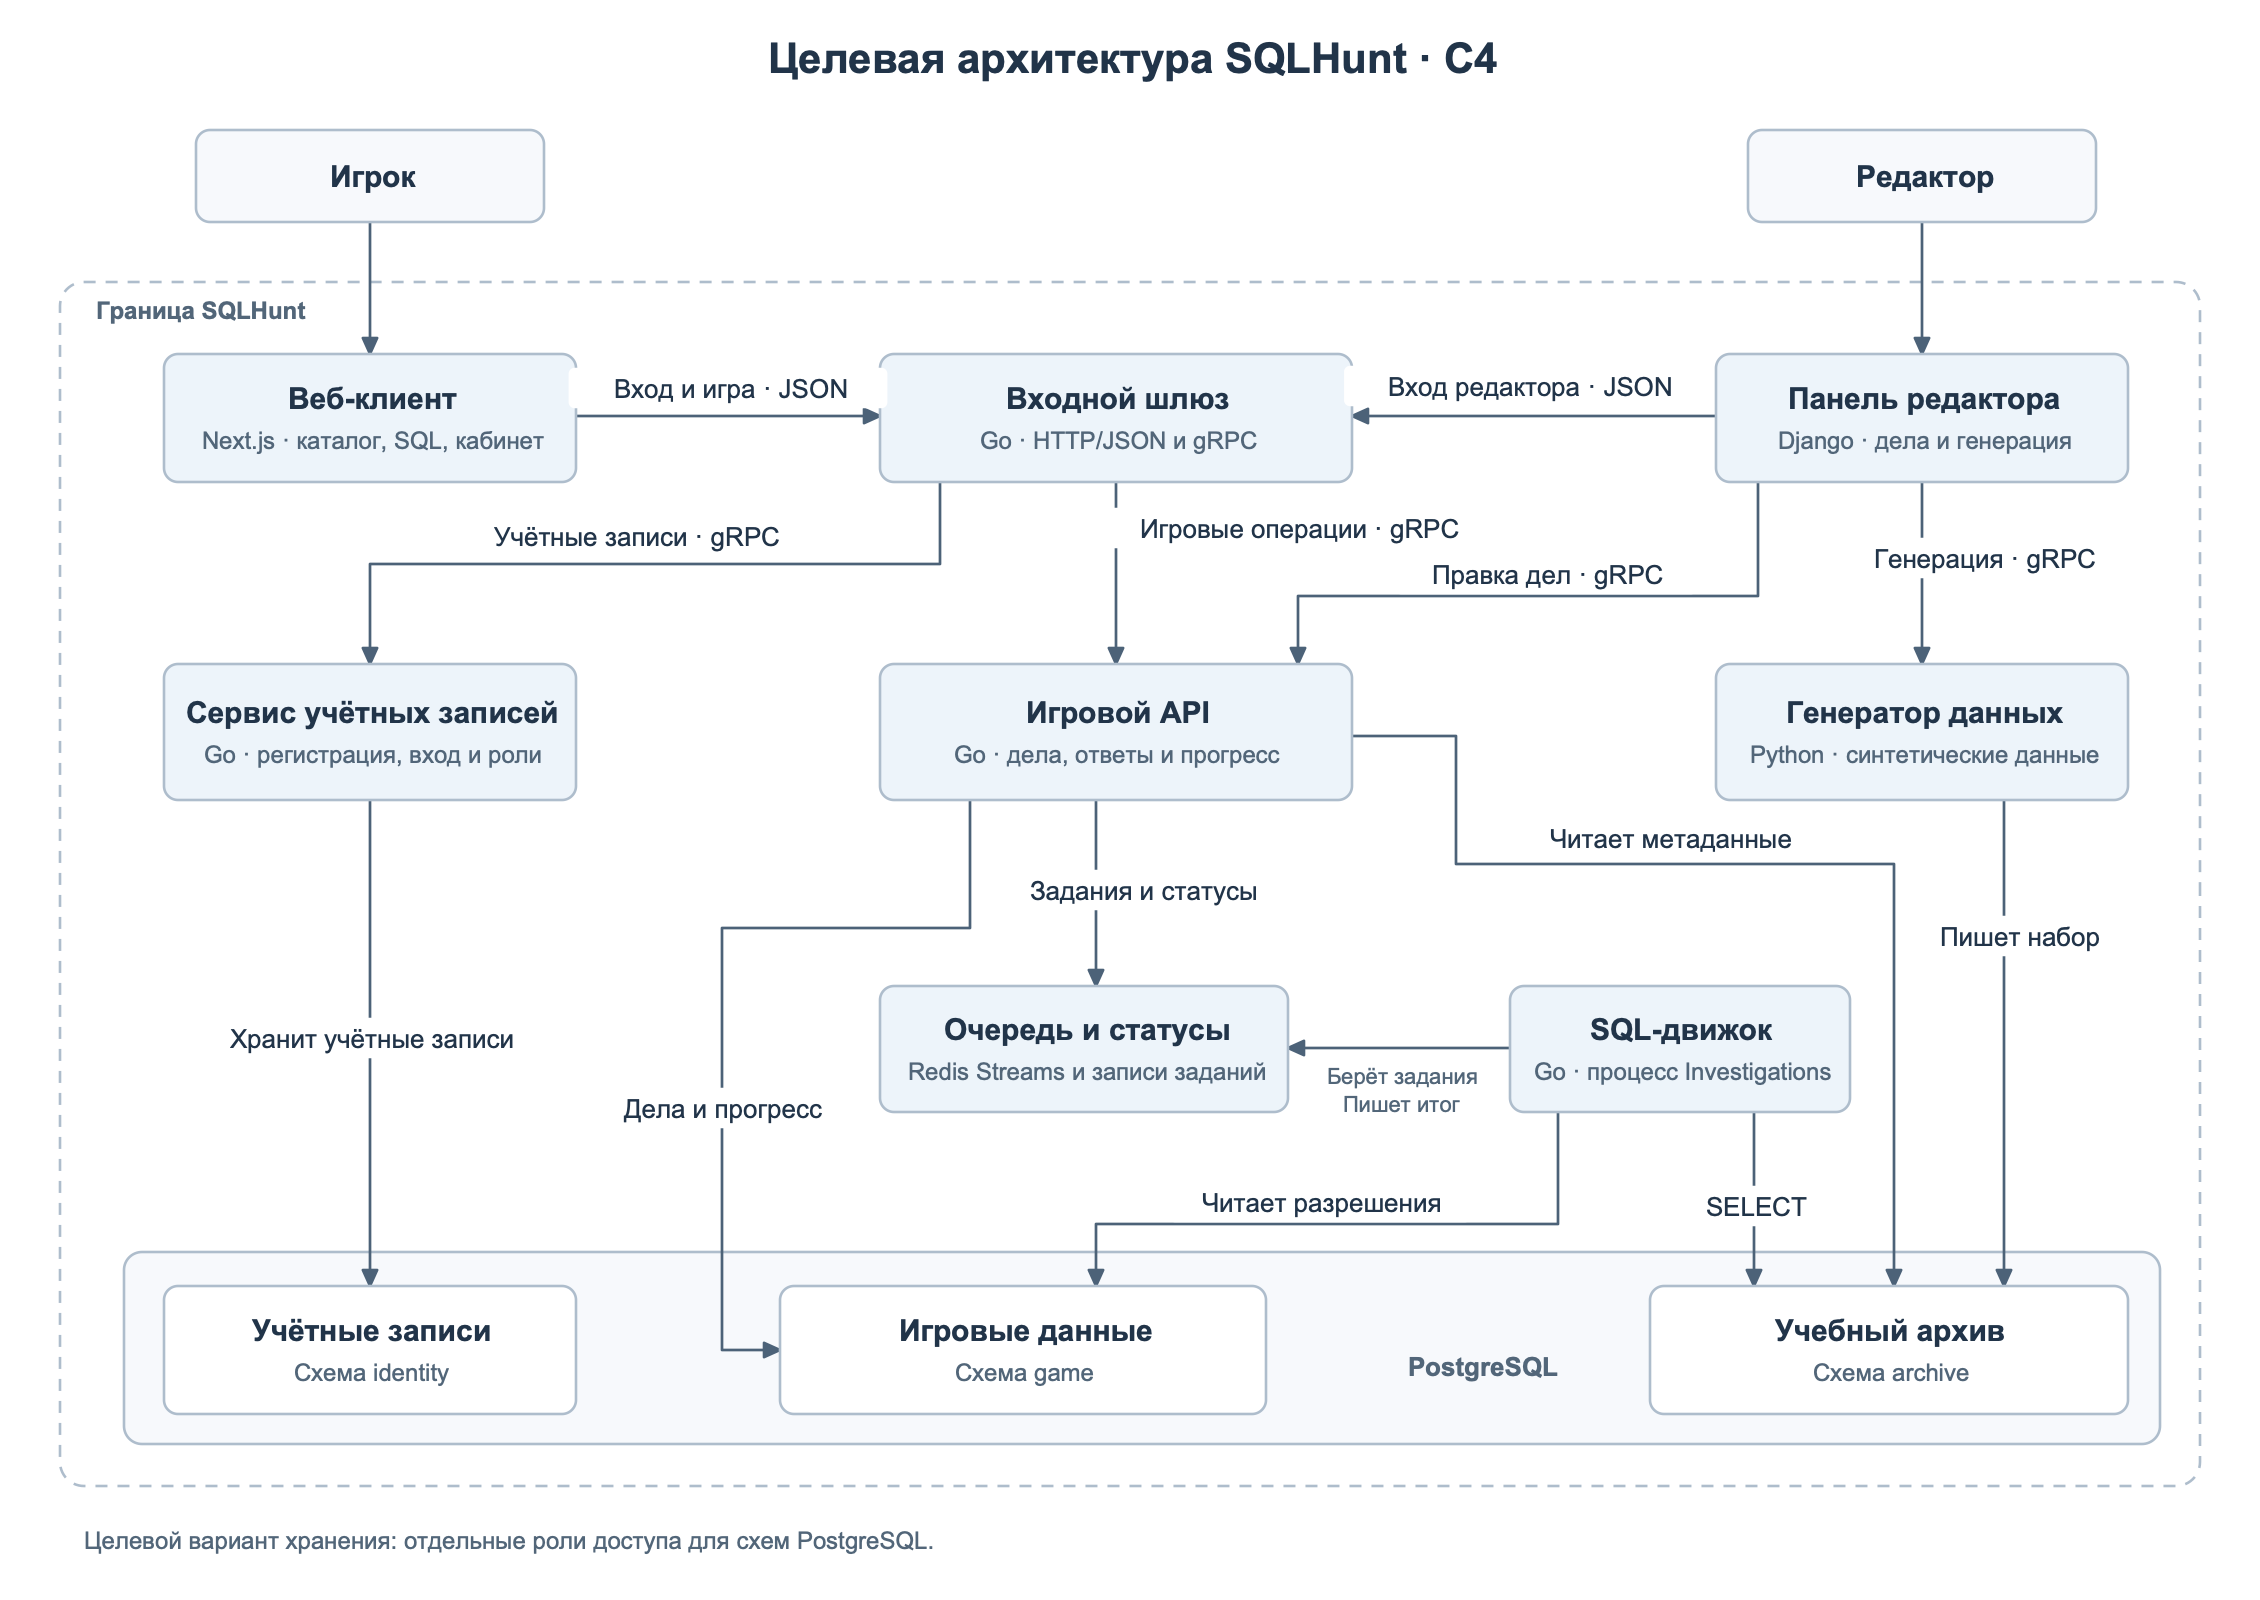 Целевая архитектура SQLHunt · C4
Игрок
Редактор
Граница SQLHunt
Веб-клиент
Next.js · каталог, SQL, кабинет
Вход и игра · JSON
Входной шлюз
Go · HTTP/JSON и gRPC
Вход редактора · JSON
Панель редактора
Django · дела и генерация
Учётные записи · gRPC
Игровые операции · gRPC
Правка дел · gRPC
Генерация · gRPC
Сервис учётных записей
Go · регистрация, вход и роли
Игровой API
Go · дела, ответы и прогресс
Генератор данных
Python · синтетические данные
Читает метаданные
Задания и статусы
Пишет набор
Хранит учётные записи
Дела и прогресс
Очередь и статусы
Redis Streams и записи заданий
Берёт задания
Пишет итог
SQL-движок
Go · процесс Investigations
Читает разрешения
SELECT
Учётные записи
Схема identity
Игровые данные
Схема game
PostgreSQL
Учебный архив
Схема archive
Целевой вариант хранения: отдельные роли доступа для схем PostgreSQL.